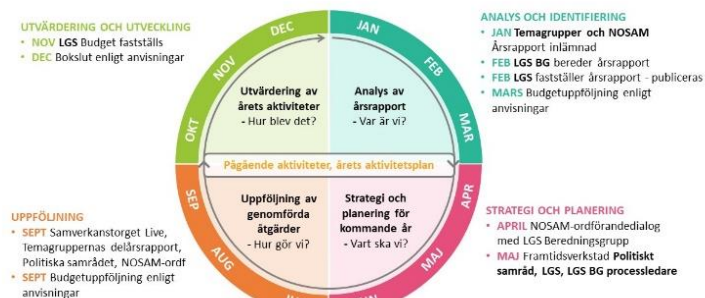 UTVÄRDERING OCH UTVECKLING
• NOV LGS Budget fastställs
• DEC Bokslut enligt anvisningar
ANALYS OCH IDENTIFIERING
• JAN Temagrupper och NOSAM
Årsrapport inlämnad
• FEB LGS BG bereder årsrapport
• FEB LGS fastställer årsrapport - publiceras
• MARS Budgetuppföljning enligt
anvisningar
OKT
NOV
DEC
JAN
FEB
MAR
Utvärdering av
årets aktiviteter
- Hur blev det?
Analys av
årsrapport
- Var är vi?
Pågående aktiviteter, årets aktivitetsplan
Uppföljning av
genomförda
åtgärder
- Hur gör vi?
Strategi och
planering för
kommande år
- Vart ska vi?
APR
MAJ
AUG
SEP
UPPFÖLJNING
• SEPT Samverkanstorget Live,
Temagruppernas delårsrapport,
Politiska samrådet, NOSAM-ordf
• SEPT Budgetuppföljning enligt
anvisningar
STRATEGI OCH PLANERING
• APRIL NOSAM-ordförandedialog
med LGS Beredningsgrupp
• MAJ Framtidsverkstad Politiskt
samråd, LGS, LGS BG processledare